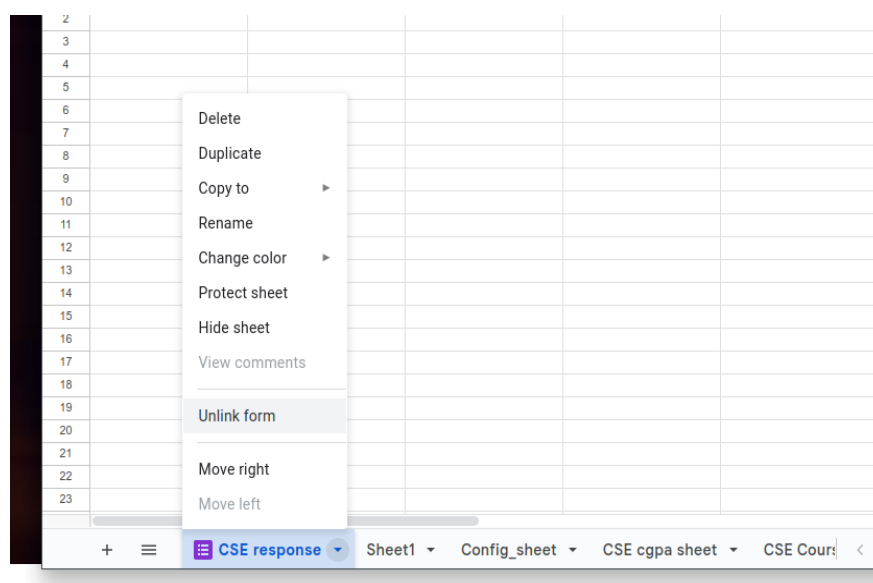 2
3
4
5
6
7
8
9
10
11
12
13
14
15
16
17
18
19
20
21
22
23
Delete
Duplicate
Copy to
Rename
Change color
Protect sheet
Hide sheet
View comments
Unlink form
Move right
Move left
CSE response Sheet1 Config_sheet CSE cgpa sheet CSE Cour